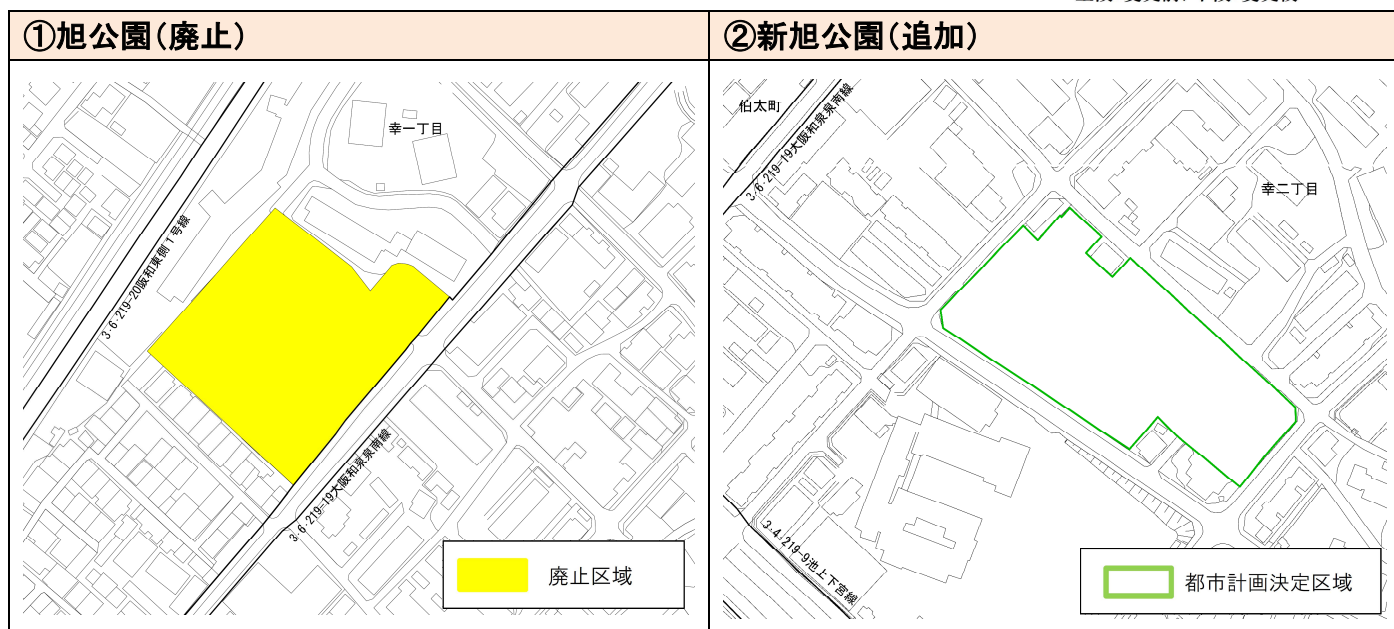 ①旭公園（廃止）
②新旭公園（追加）
幸一丁目
3・6・219-20阪和東側１号線
3・6・219-19大阪和泉泉南線
廃止区域
伯太町
3・6・219-19大阪和泉泉南線
幸二丁目
3・4・219-9池上下宮線
都市計画決定区域